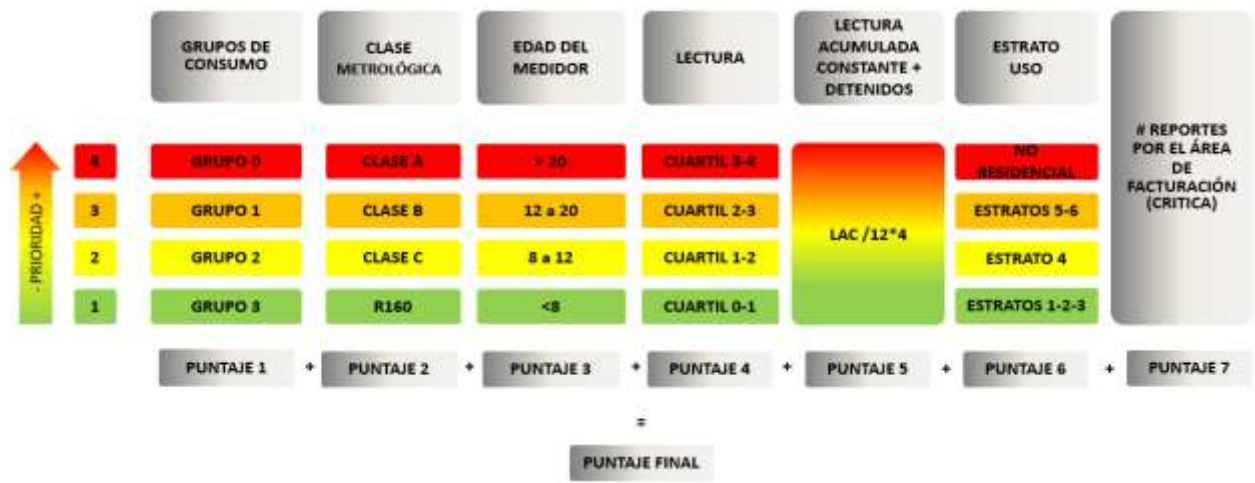 GRUPOS DE
CONSUMO
CLASE
METROLÓGICA
EDAD DEL
MEDIDOR
LECTURA
LECTURA
ACUMULADA
CONSTANTE +
DETENIDOS
ESTRATO
USO
# REPORTES
POR EL ÁREA
DE
FACTURACIÓN
(CRITICA)
- PRIORIDAD +
4
GRUPO 0
CLASE A
> 20
CUARTIL 3-4
NO
RESIDENCIAL
3
GRUPO 1
CLASE B
12 a 20
CUARTIL 2-3
ESTRATOS 5-6
LAC /12*4
2
GRUPO 2
CLASE C
8 a 12
CUARTIL 1-2
ESTRATO 4
1
GRUPO 3
R160
<8
CUARTIL 0-1
ESTRATOS 1-2-3
PUNTAJE 1 + PUNTAJE 2 + PUNTAJE 3 + PUNTAJE 4 + PUNTAJE 5 + PUNTAJE 6 + PUNTAJE 7
=
PUNTAJE FINAL